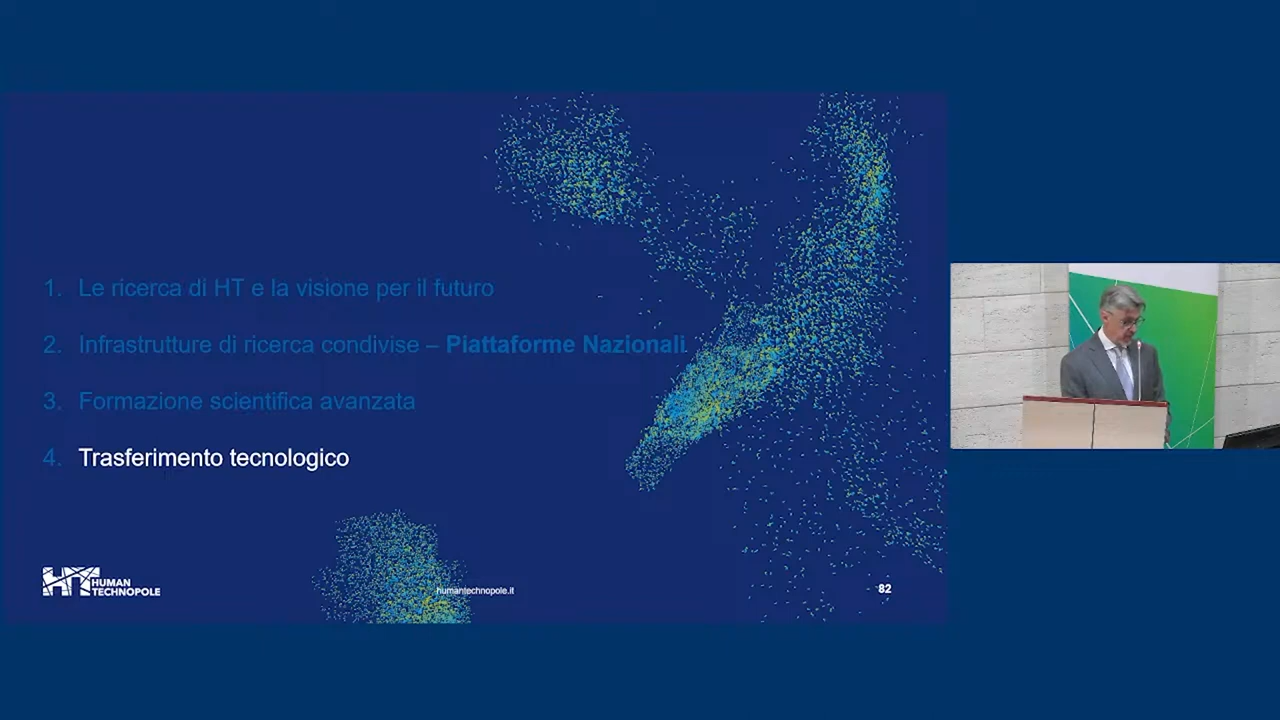 1. Le ricerca di HT e la visione per il futuro
2. Infrastrutture di ricerca condivise – Piattaforme Nazionali.
3. Formazione scientifica avanzata
4. Trasferimento tecnologico
HT HUMAN
TECHNOPOLE
humantechnopole.it
82